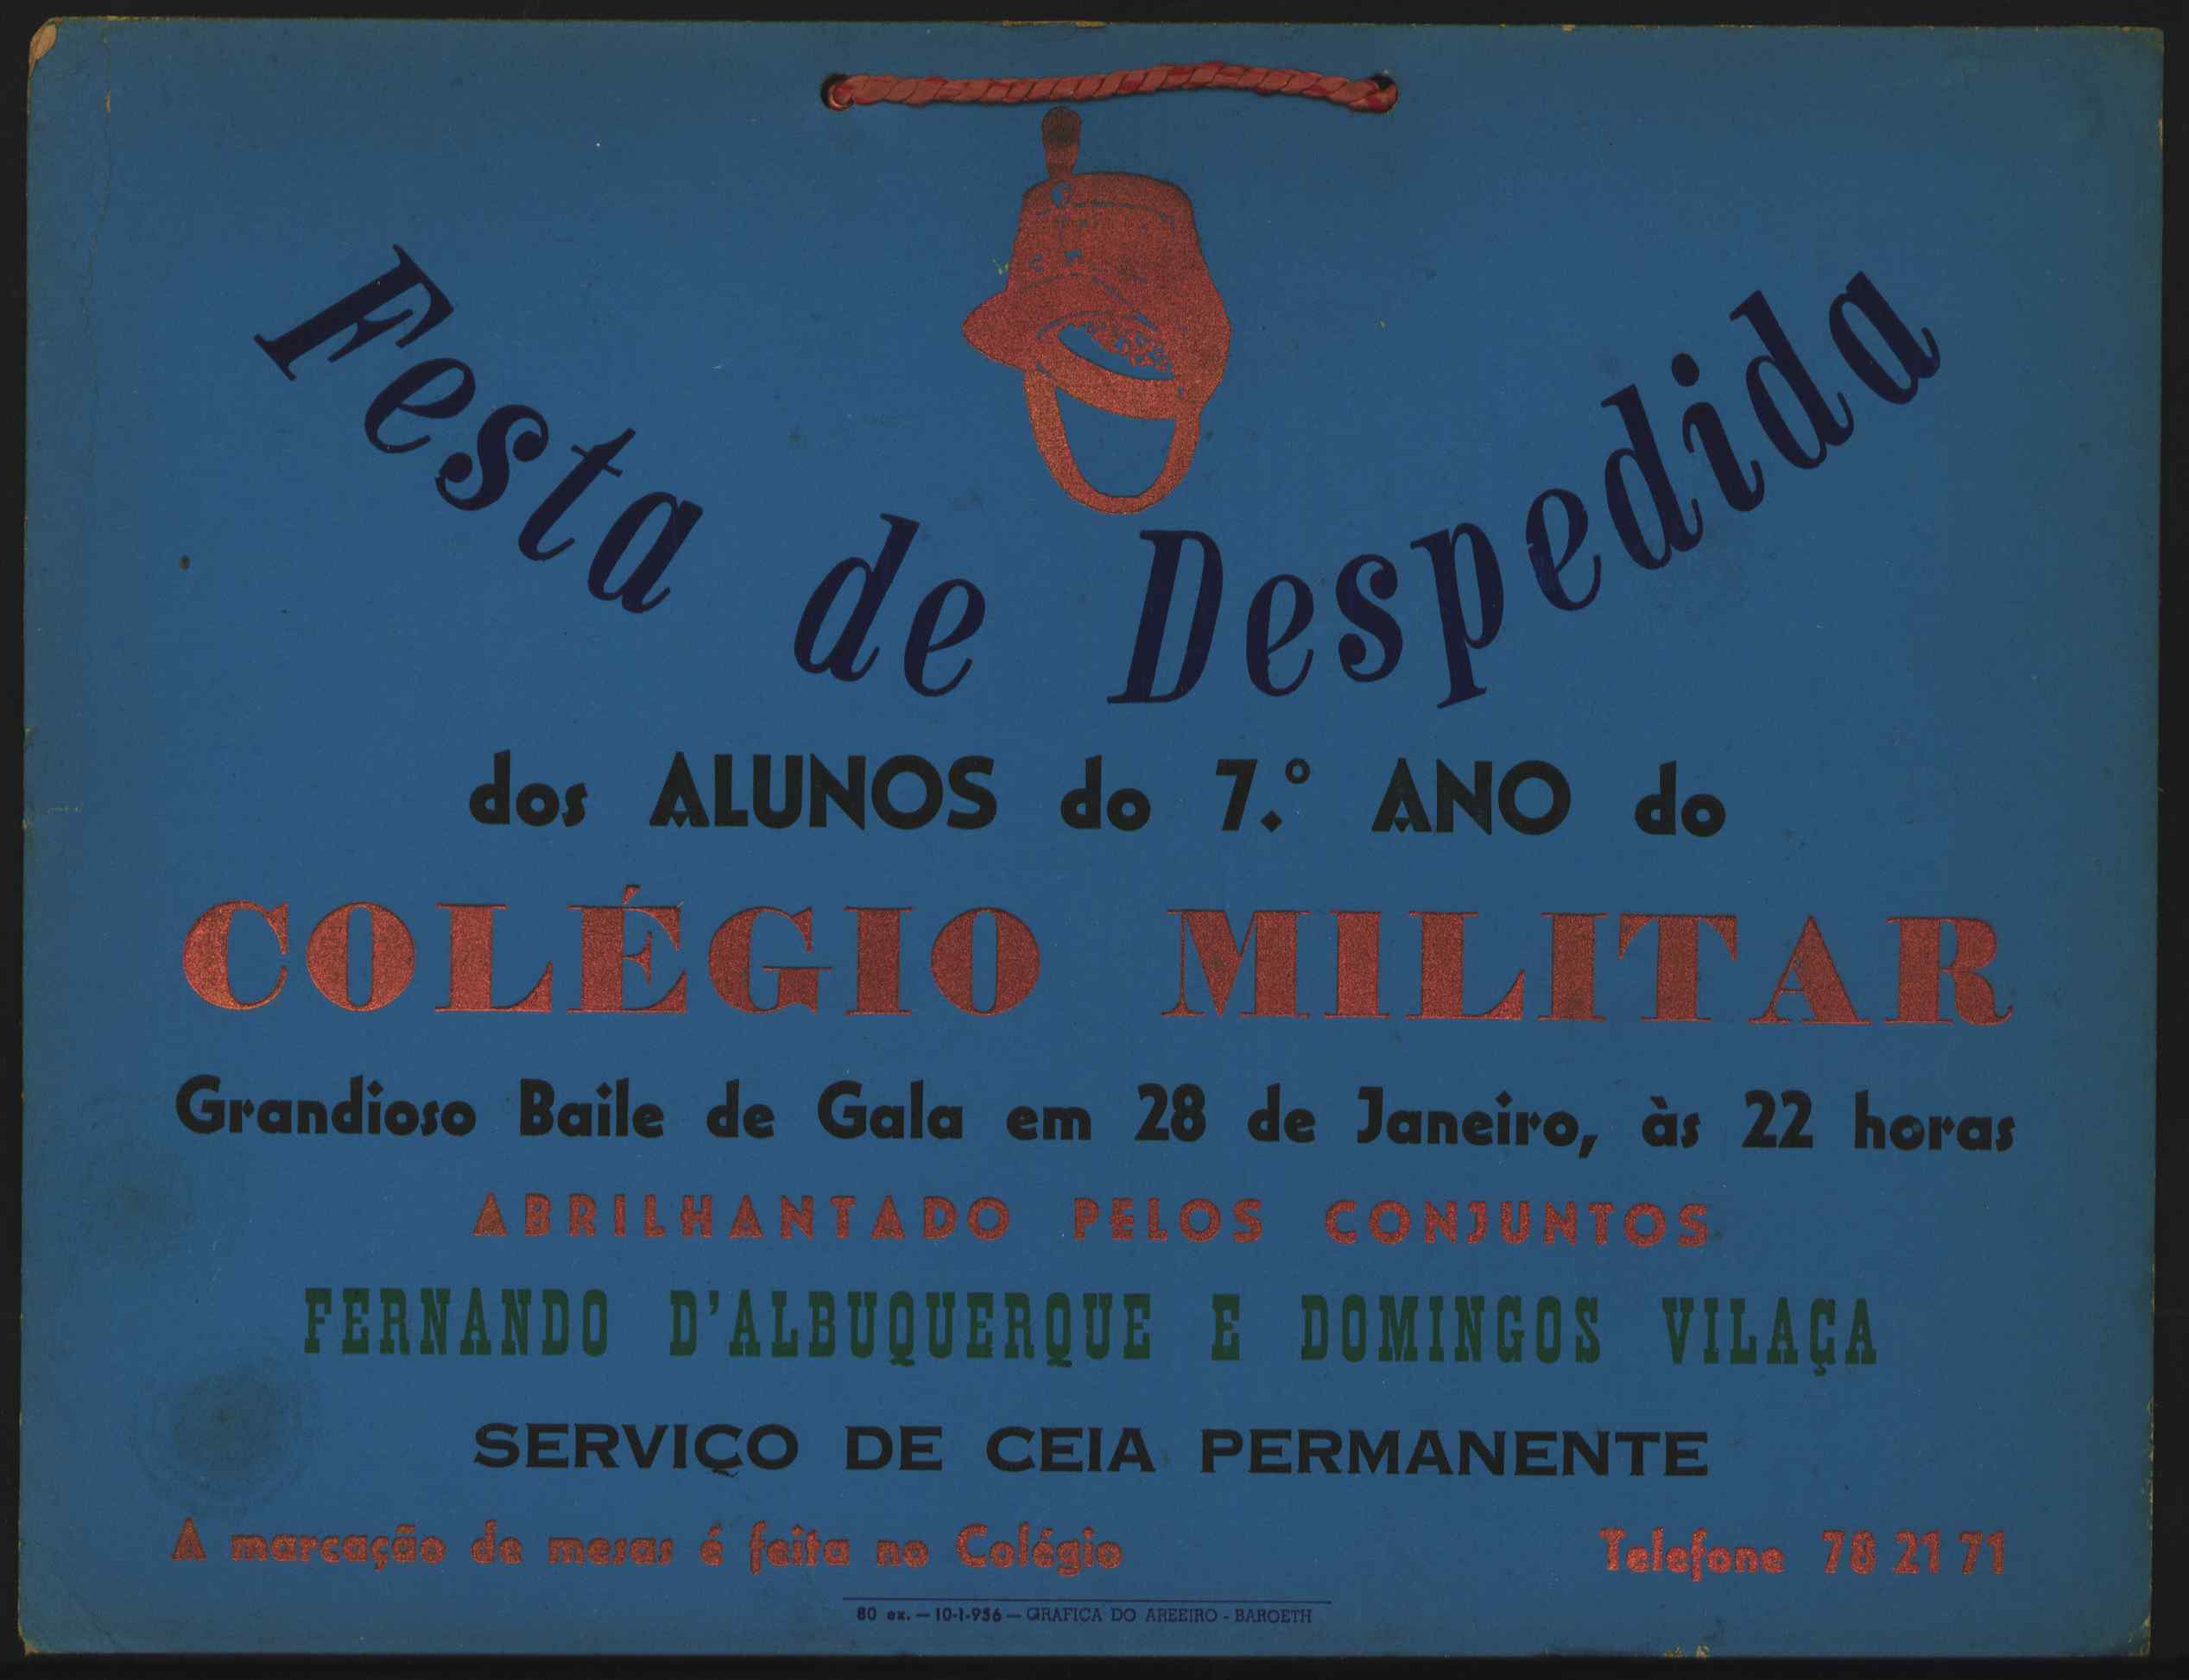 Festa de Despedida
dos ALUNOS do 7.º ANO do
COLÉGIO MILITAR
Grandioso Baile de Gala em 28 de Janeiro, às 22 horas
ABRILHANTADO PELOS CONJUNTOS
FERNANDO D'ALBUQUERQUE E DOMINGOS VILAÇA
SERVIÇO DE CEIA PERMANENTE
A marcação de mesas é feita no Colégio
Telefone 78 21 71
80 ex. — 10-1-956 — GRAFICA DO AREEIRO - BAROETH